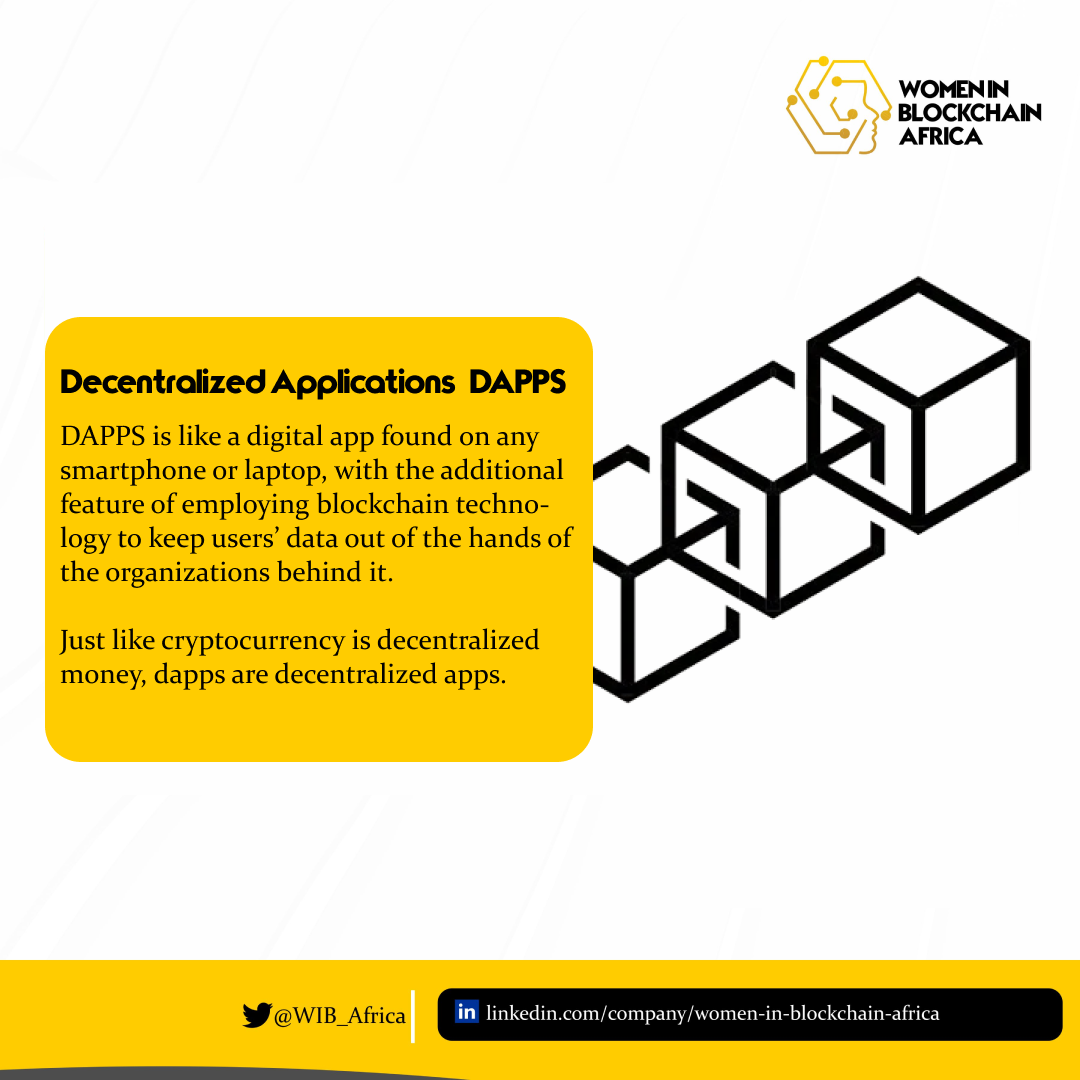 WOMEN IN
BLOCKCHAIN
AFRICA
Decentralized Applications DAPPS
DAPPS is like a digital app found on any
smartphone or laptop, with the additional
feature of employing blockchain techno-
logy to keep users’ data out of the hands of
the organizations behind it.
Just like cryptocurrency is decentralized
money, dapps are decentralized apps.
@WIB_Africa
in linkedin.com/company/women-in-blockchain-africa